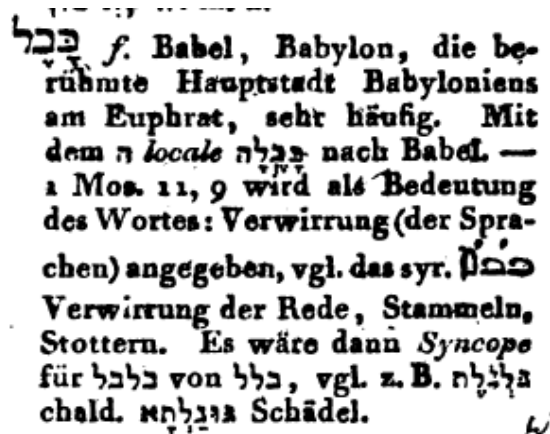 בָּבֶל f. Babel, Babylon, die be-
rühmte Hauptstadt Babyloniens
am Euphrat, sehr häufig. Mit
dem ה locale בָּבֶלָה nach Babel. —
1 Mos. 11, 9 wird als Bedeutung
des Wortes: Verwirrung (der Spra-
chen) angegeben, vgl. das syr.
Verwirrung der Rede, Stammeln,
Stottern. Es wäre dann Syncope
für בלבל von בלל, vgl. z. B. גֻּלְגֹּלֶת
chald. Schädel.